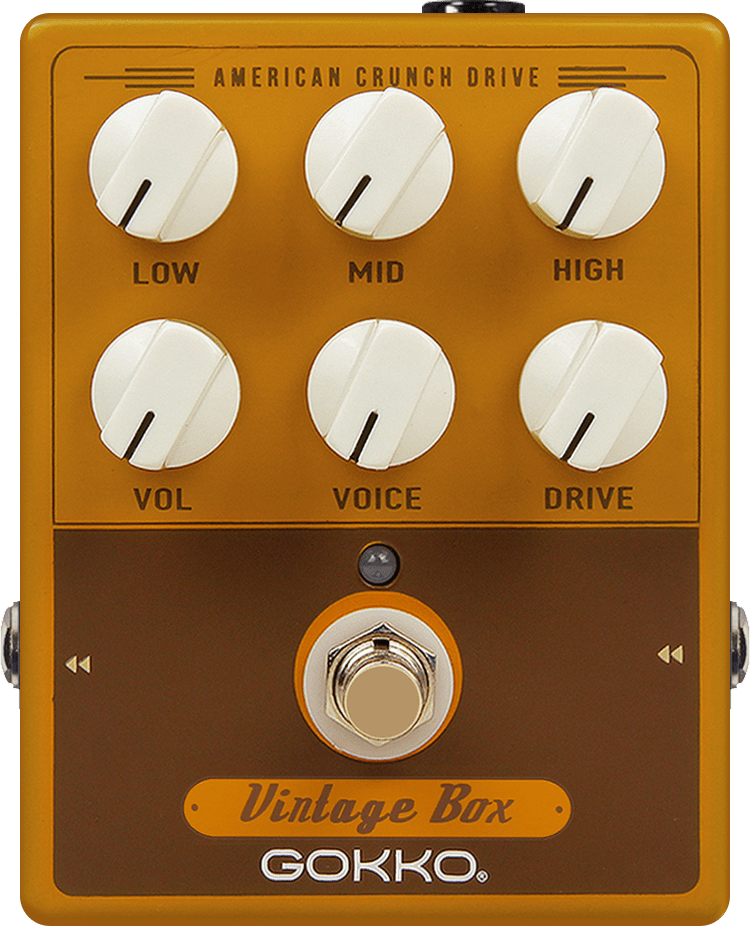 AMERICAN CRUNCH DRIVE
LOW MID HIGH
VOL VOICE DRIVE
Vintage Box
GOKKO®